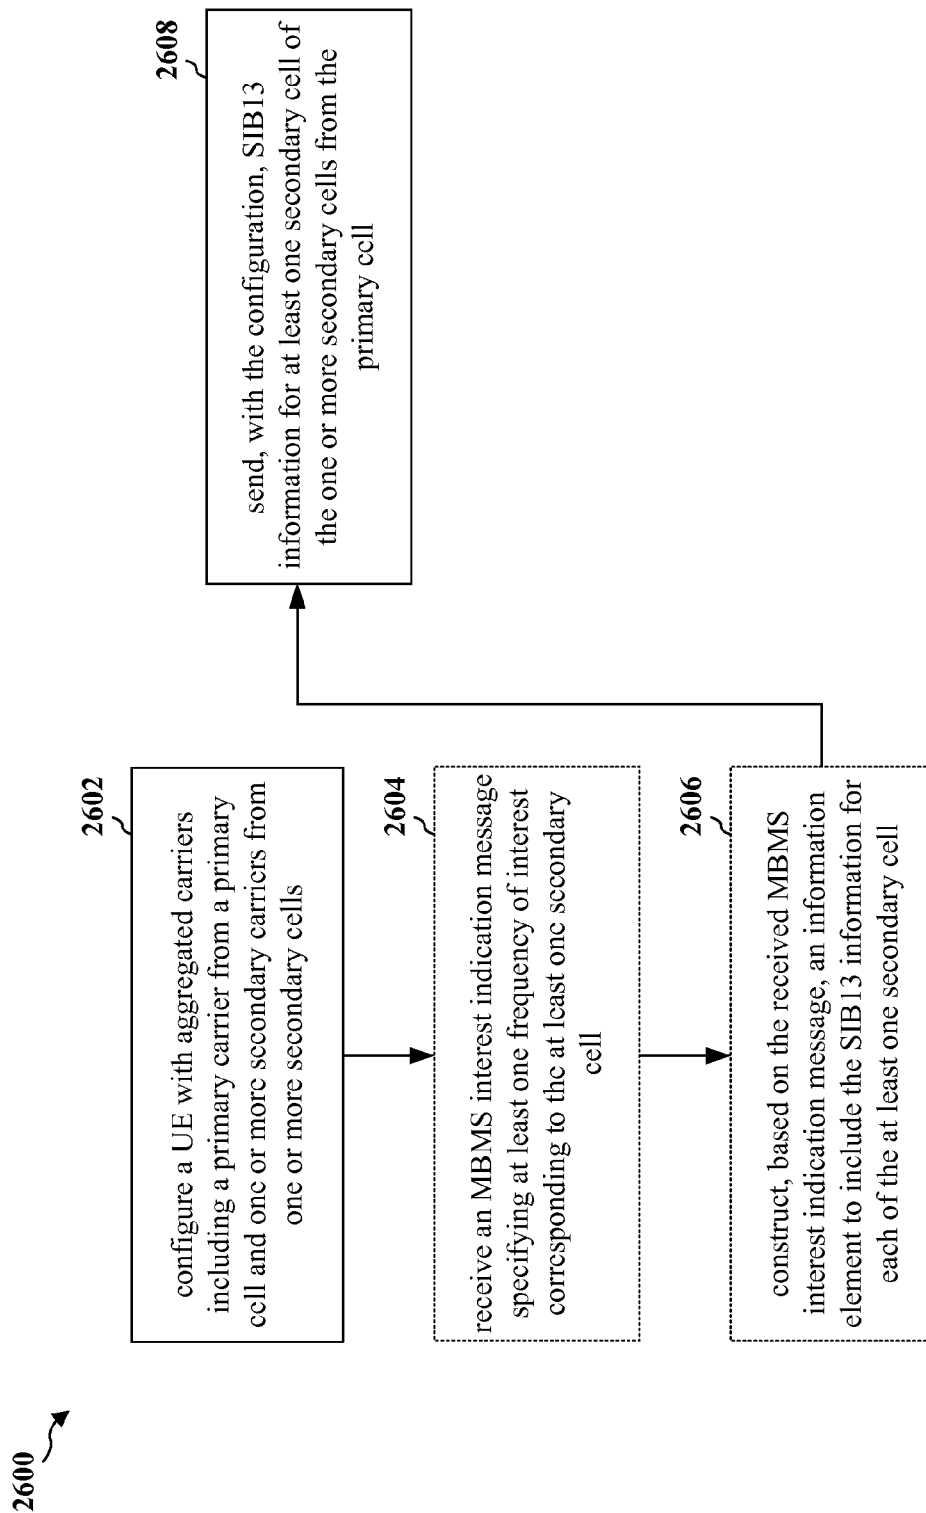 2600
2602
configure a UE with aggregated carriers
including a primary carrier from a primary
cell and one or more secondary carriers from
one or more secondary cells
2604
receive an MBMS interest indication message
specifying at least one frequency of interest
corresponding to the at least one secondary
cell
2606
construct, based on the received MBMS
interest indication message, an information
element to include the SIB13 information for
each of the at least one secondary cell
2608
send, with the configuration, SIB13
information for at least one secondary cell of
the one or more secondary cells from the
primary cell